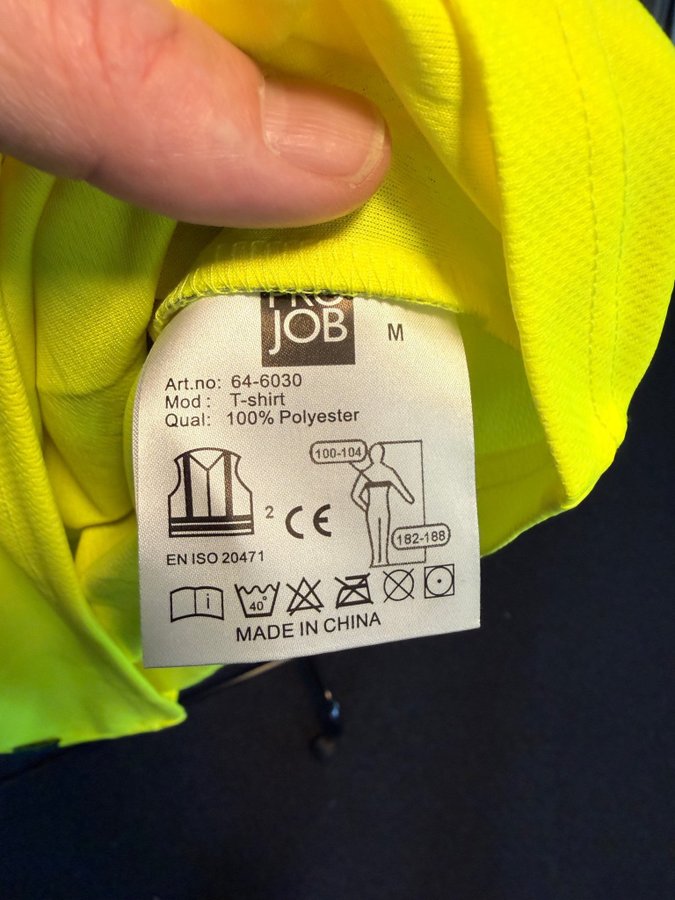 PRO
JOB
M
Art.no: 64-6030
Mod : T-shirt
Qual: 100% Polyester
100-104
2
CE
182-188
EN ISO 20471
i
40°
MADE IN CHINA